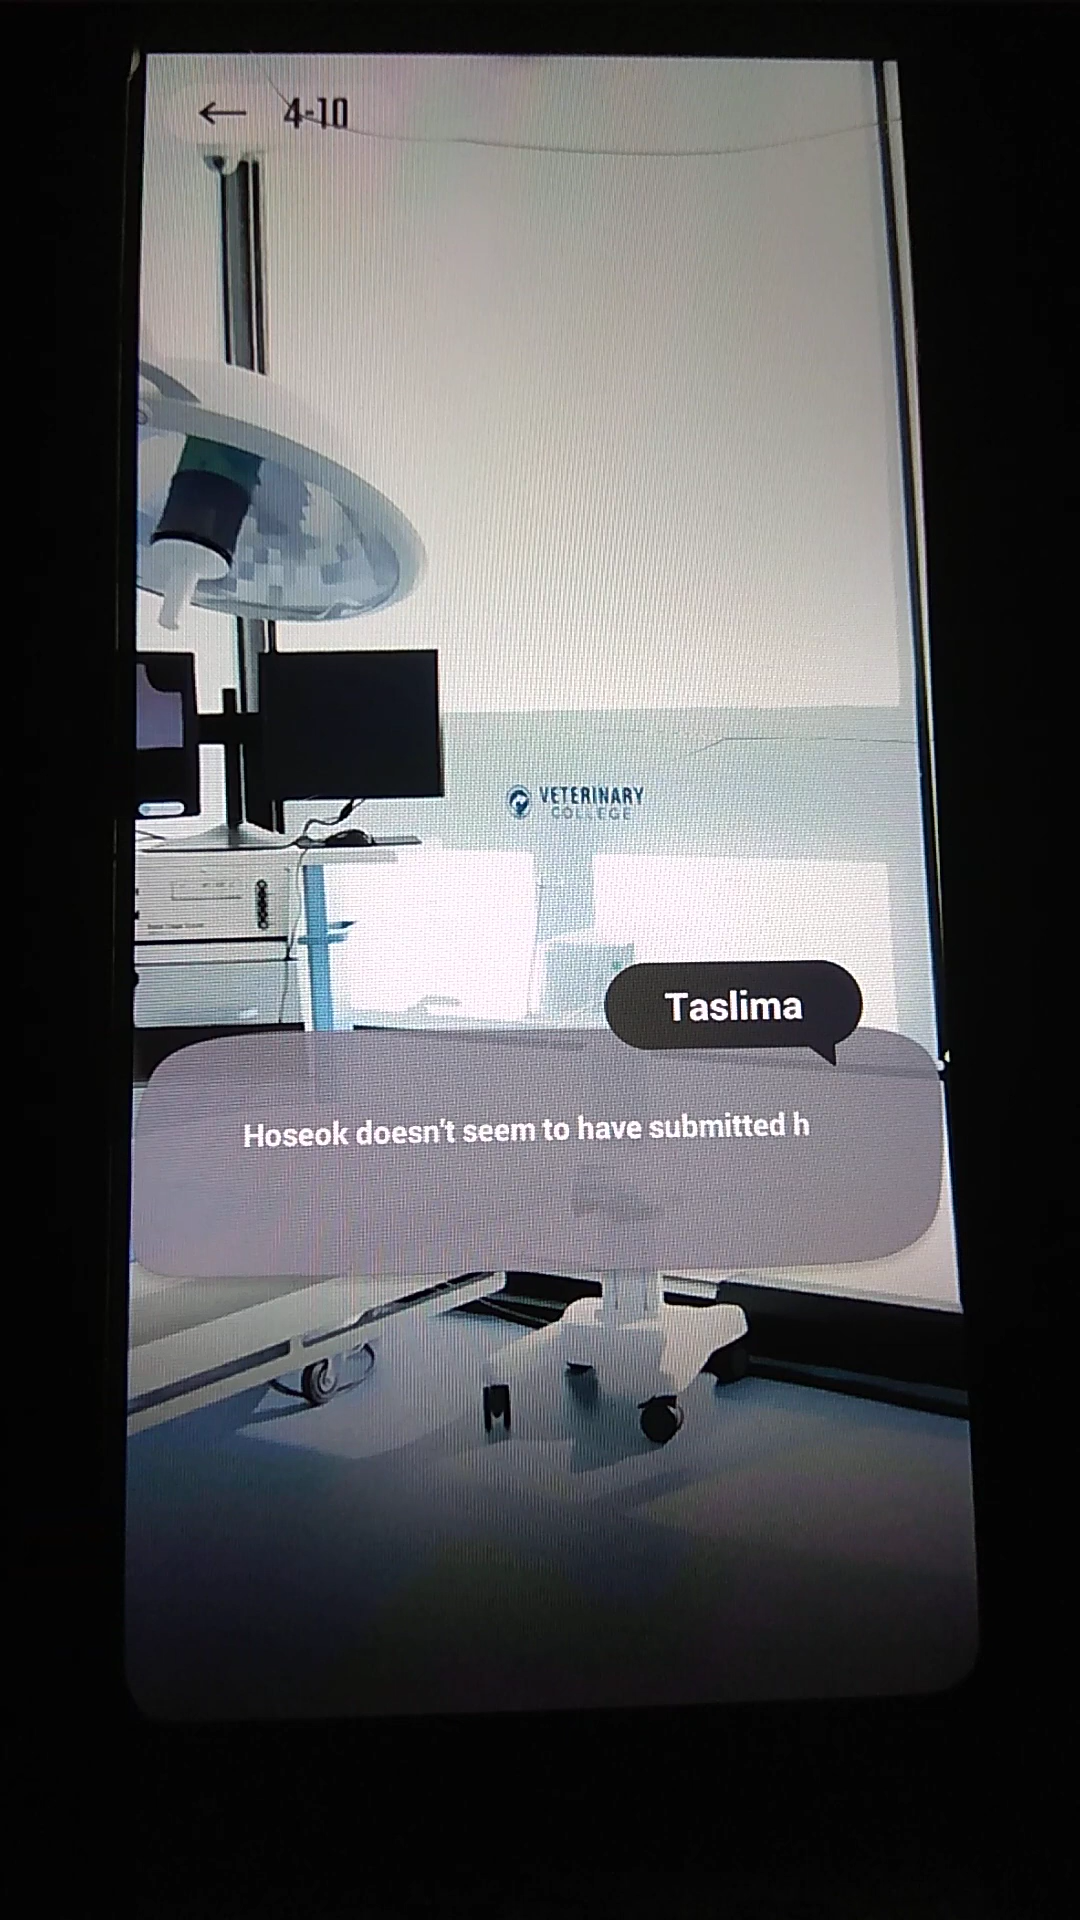 ← 4-10
VETERINARY
COLLEGE
Taslima
Hoseok doesn't seem to have submitted h